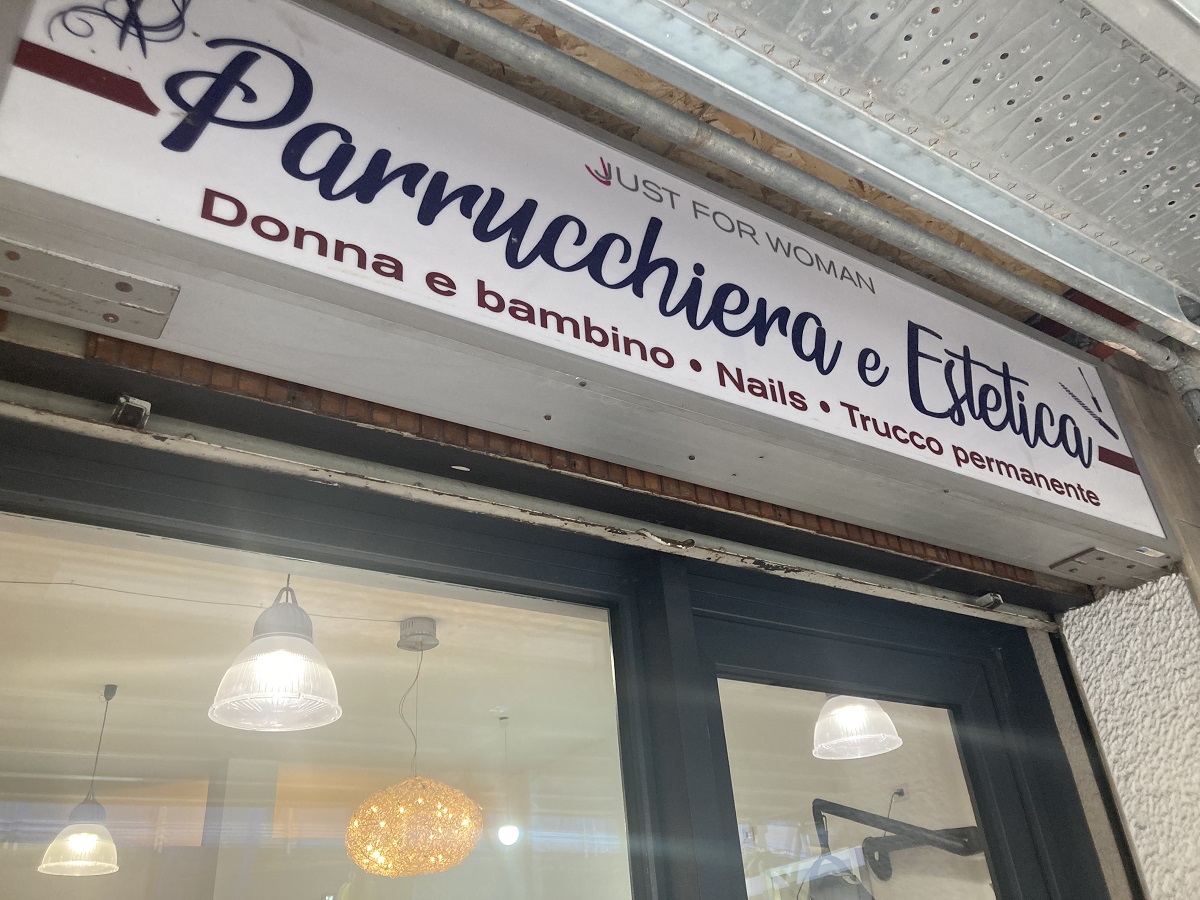 JUST FOR WOMAN
Parrucchiera e Estetica
Donna e bambino • Nails • Trucco permanente